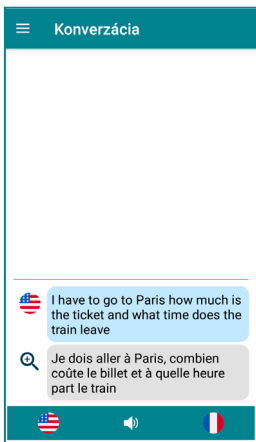 Konverzácia
I have to go to Paris how much is
the ticket and what time does the
train leave
Je dois aller à Paris, combien
coûte le billet et à quelle heure
part le train